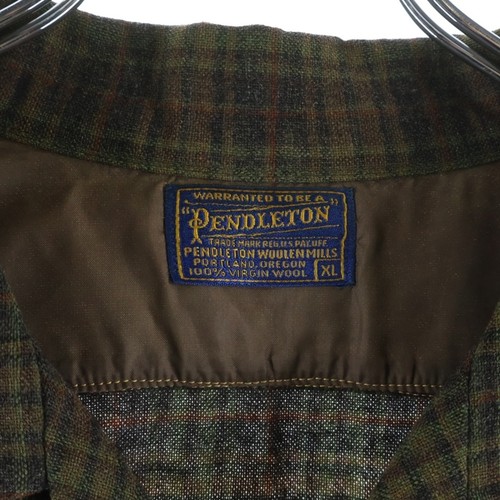 WARRANTED TO BE A
"PENDLETON"
TRADE MARK REG. U.S. PAT. OFF.
PENDLETON WOOLEN MILLS
PORTLAND, OREGON
100% VIRGIN WOOL XL